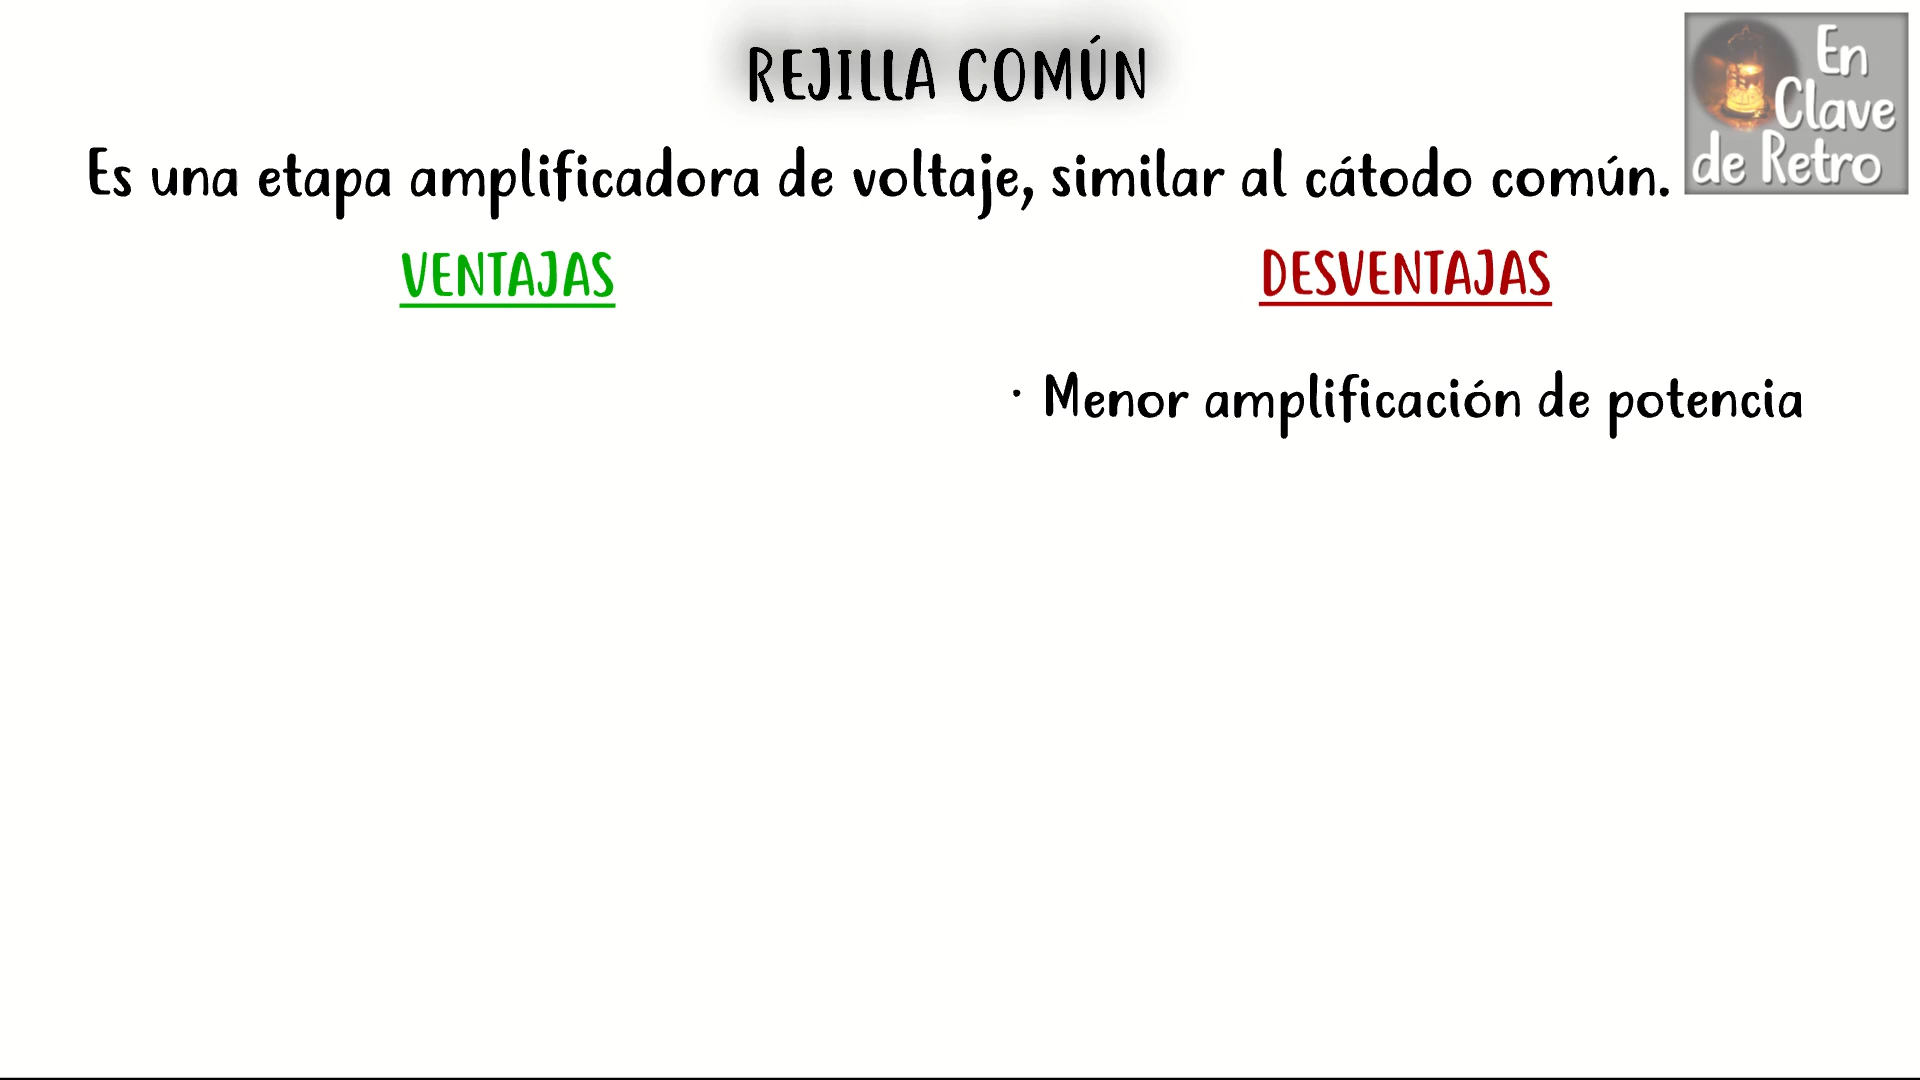 REJILLA COMÚN
En
Clave
de Retro
Es una etapa amplificadora de voltaje, similar al cátodo común.
VENTAJAS
DESVENTAJAS
· Menor amplificación de potencia